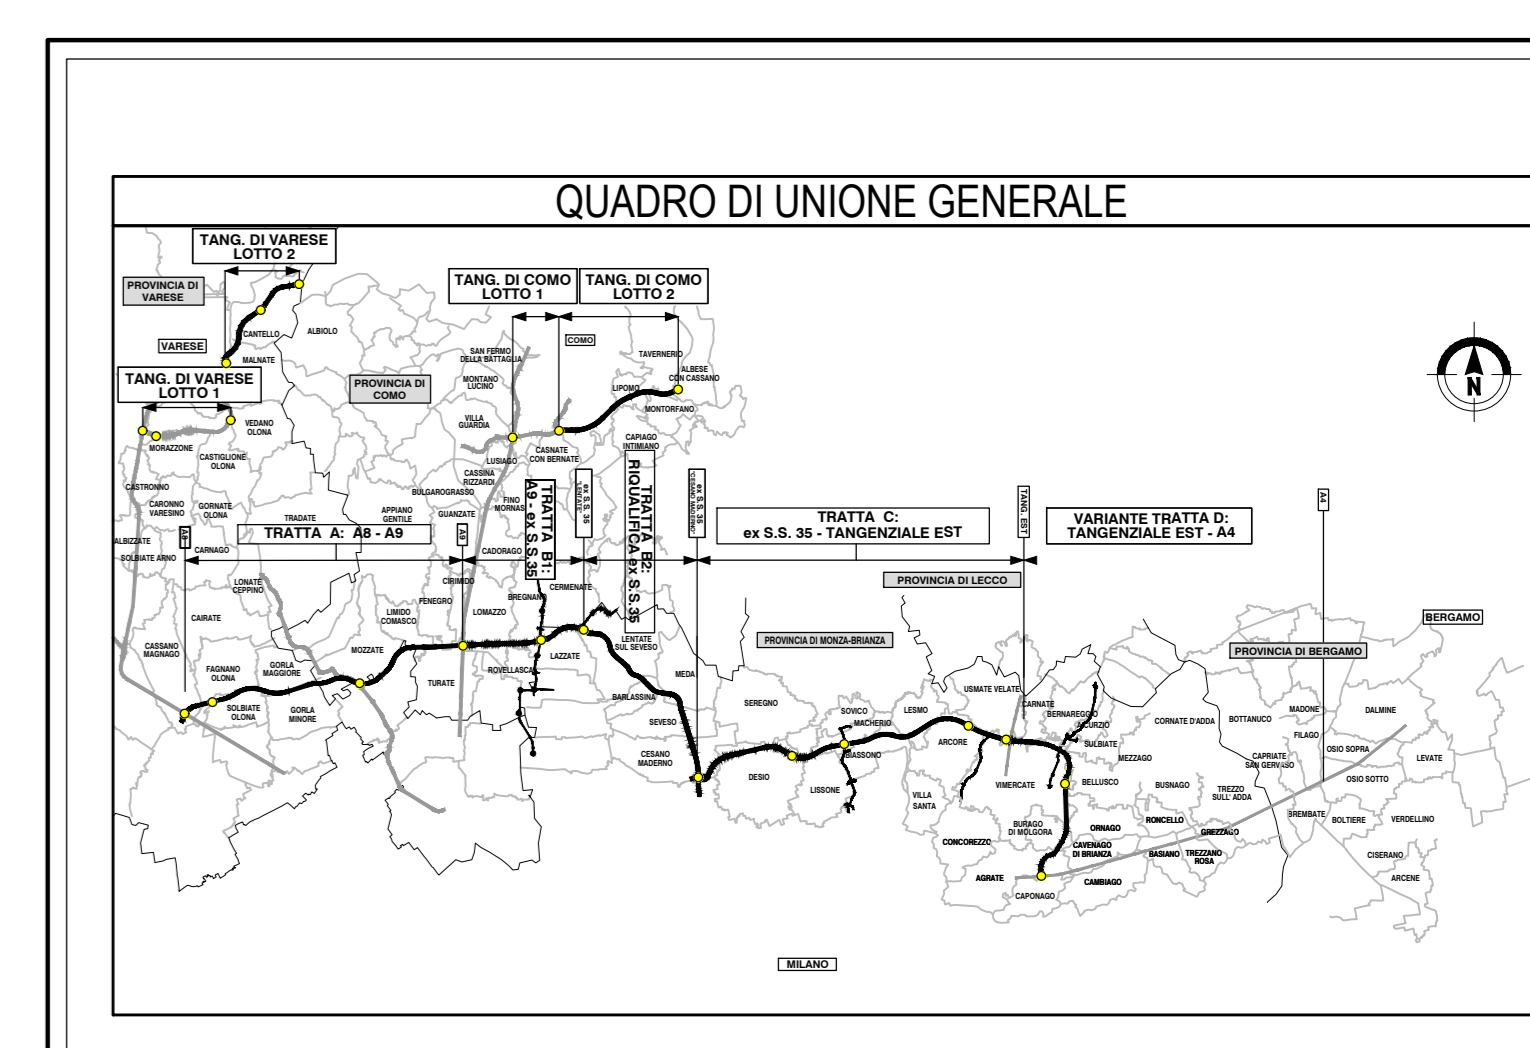 QUADRO DI UNIONE GENERALE
TANG. DI VARESE
LOTTO 2
PROVINCIA DI
VARESE
CANTELLO
ALBIOLO
VARESE
MALNATE
TANG. DI VARESE
LOTTO 1
PROVINCIA DI
COMO
TANG. DI COMO
LOTTO 1
TANG. DI COMO
LOTTO 2
COMO
SAN FERMO
DELLA BATTAGLIA
TAVERNERIO
ALBESE
CON CASSANO
MONTANO
LUCINO
LIPOMO
MONTORFANO
VILLA
GUARDIA
VEDANO
OLONA
MORAZZONE
CASTIGLIONE
OLONA
LUSIAGO
CASNATE
CON BERNATE
CAPIAGO
INTIMIANO
CASSINA
RIZZARDI
CASTRONNO
BULGAROGRASSO
CARONNO
VARESINO
GORNATE
OLONA
TRADATE
APPIANO
GENTILE
GUANZATE
FINO
MORNAS
TRATTA B1:
A9 - ex S.S.35
ex S.S. 35
"LENTATE"
TRATTA B2:
RIQUALIFICA ex S.S.35
ex S.S. 35
"CESANO MADERNO"
TRATTA C:
ex S.S. 35 - TANGENZIALE EST
TANG. EST
VARIANTE TRATTA D:
TANGENZIALE EST - A4
A4
A8
TRATTA A: A8 - A9
A9
ALBIZZATE
SOLBIATE ARNO
CARNAGO
CADORAGO
LONATE
CEPPINO
CIRIMIDO
FENEGRO
BREGNANO
CERMENATE
PROVINCIA DI LECCO
CAIRATE
LIMIDO
COMASCO
LOMAZZO
LENTATE
SUL SEVESO
PROVINCIA DI MONZA-BRIANZA
BERGAMO
PROVINCIA DI BERGAMO
CASSANO
MAGNAGO
MOZZATE
LAZZATE
FAGNANO
OLONA
GORLA
MAGGIORE
ROVELLASCA
MEDA
TURATE
USMATE VELATE
CARNATE
SOLBIATE
OLONA
GORLA
MINORE
BARLASSINA
SEREGNO
SOVICO
MACHERIO
LESMO
BERNAREGGIO
CORNATE D'ADDA
BOTTANUCO
MADONE
DALMINE
SEVESO
FILAGO
ARCORE
SULBIATE
BIASSONO
MEZZAGO
OSIO SOPRA
CESANO
MADERNO
CAPRIATE
SAN GERVASO
LEVATE
DESIO
LISSONE
VIMERCATE
BELLUSCO
BUSNAGO
TREZZO
SULL' ADDA
OSIO SOTTO
VILLA
SANTA
BURAGO
DI MOLGORA
ORNAGO
RONCELLO
GREZZAGO
BREMBATE
BOLTIERE
VERDELLINO
CONCOREZZO
CAVENAGO
DI BRIANZA
BASIANO
TREZZANO
ROSA
CISERANO
AGRATE
CAMBIAGO
ARCENE
CAPONAGO
MILANO
N